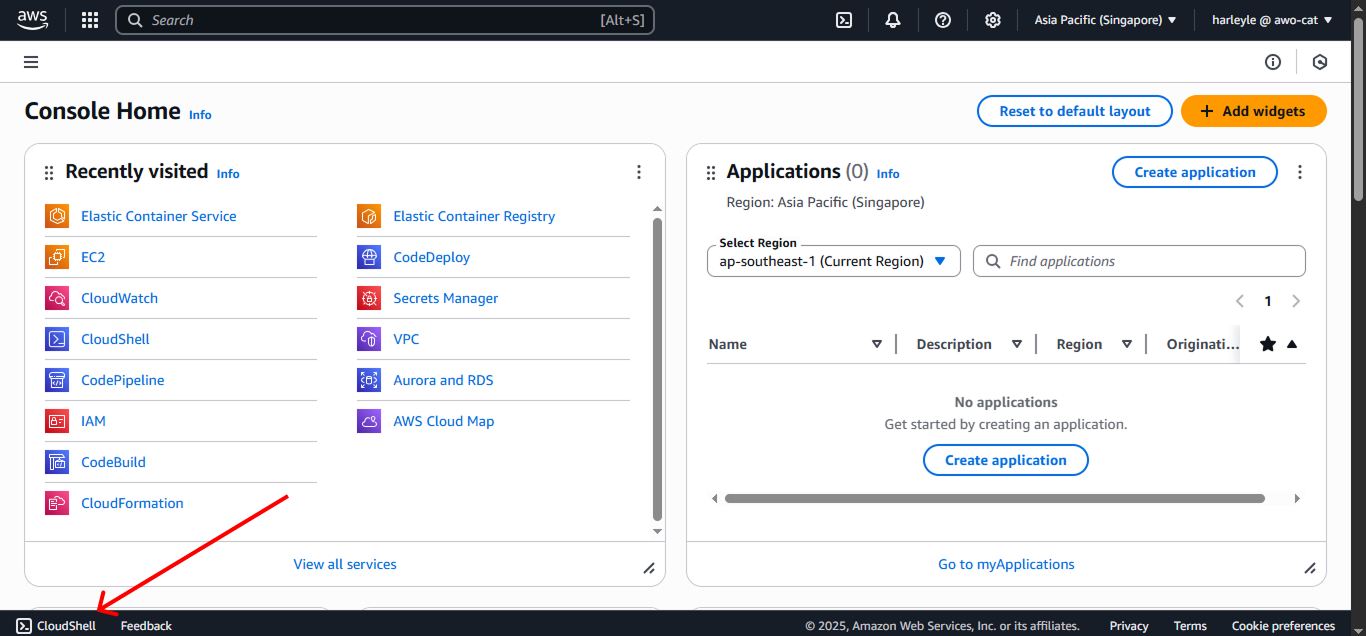 aws
Search [Alt+S]
Asia Pacific (Singapore)
harleyle @ awo-cat
Console Home Info
Reset to default layout
Add widgets
Recently visited Info
Elastic Container Service
EC2
CloudWatch
CloudShell
CodePipeline
IAM
CodeBuild
CloudFormation
Elastic Container Registry
CodeDeploy
Secrets Manager
VPC
Aurora and RDS
AWS Cloud Map
View all services
Applications (0) Info
Create application
Region: Asia Pacific (Singapore)
Select Region
ap-southeast-1 (Current Region)
Find applications
1
Name Description Region Originati...
No applications
Get started by creating an application.
Create application
Go to myApplications
CloudShell Feedback © 2025, Amazon Web Services, Inc. or its affiliates. Privacy Terms Cookie preferences